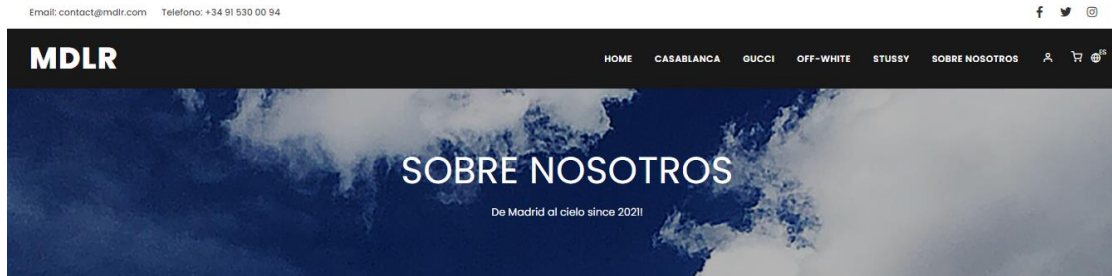 Email: contact@mdlr.com Telefono: +34 91 530 00 94
MDLR HOME CASABLANCA GUCCI OFF-WHITE STUSSY SOBRE NOSOTROS ES
SOBRE NOSOTROS
De Madrid al cielo since 2021!